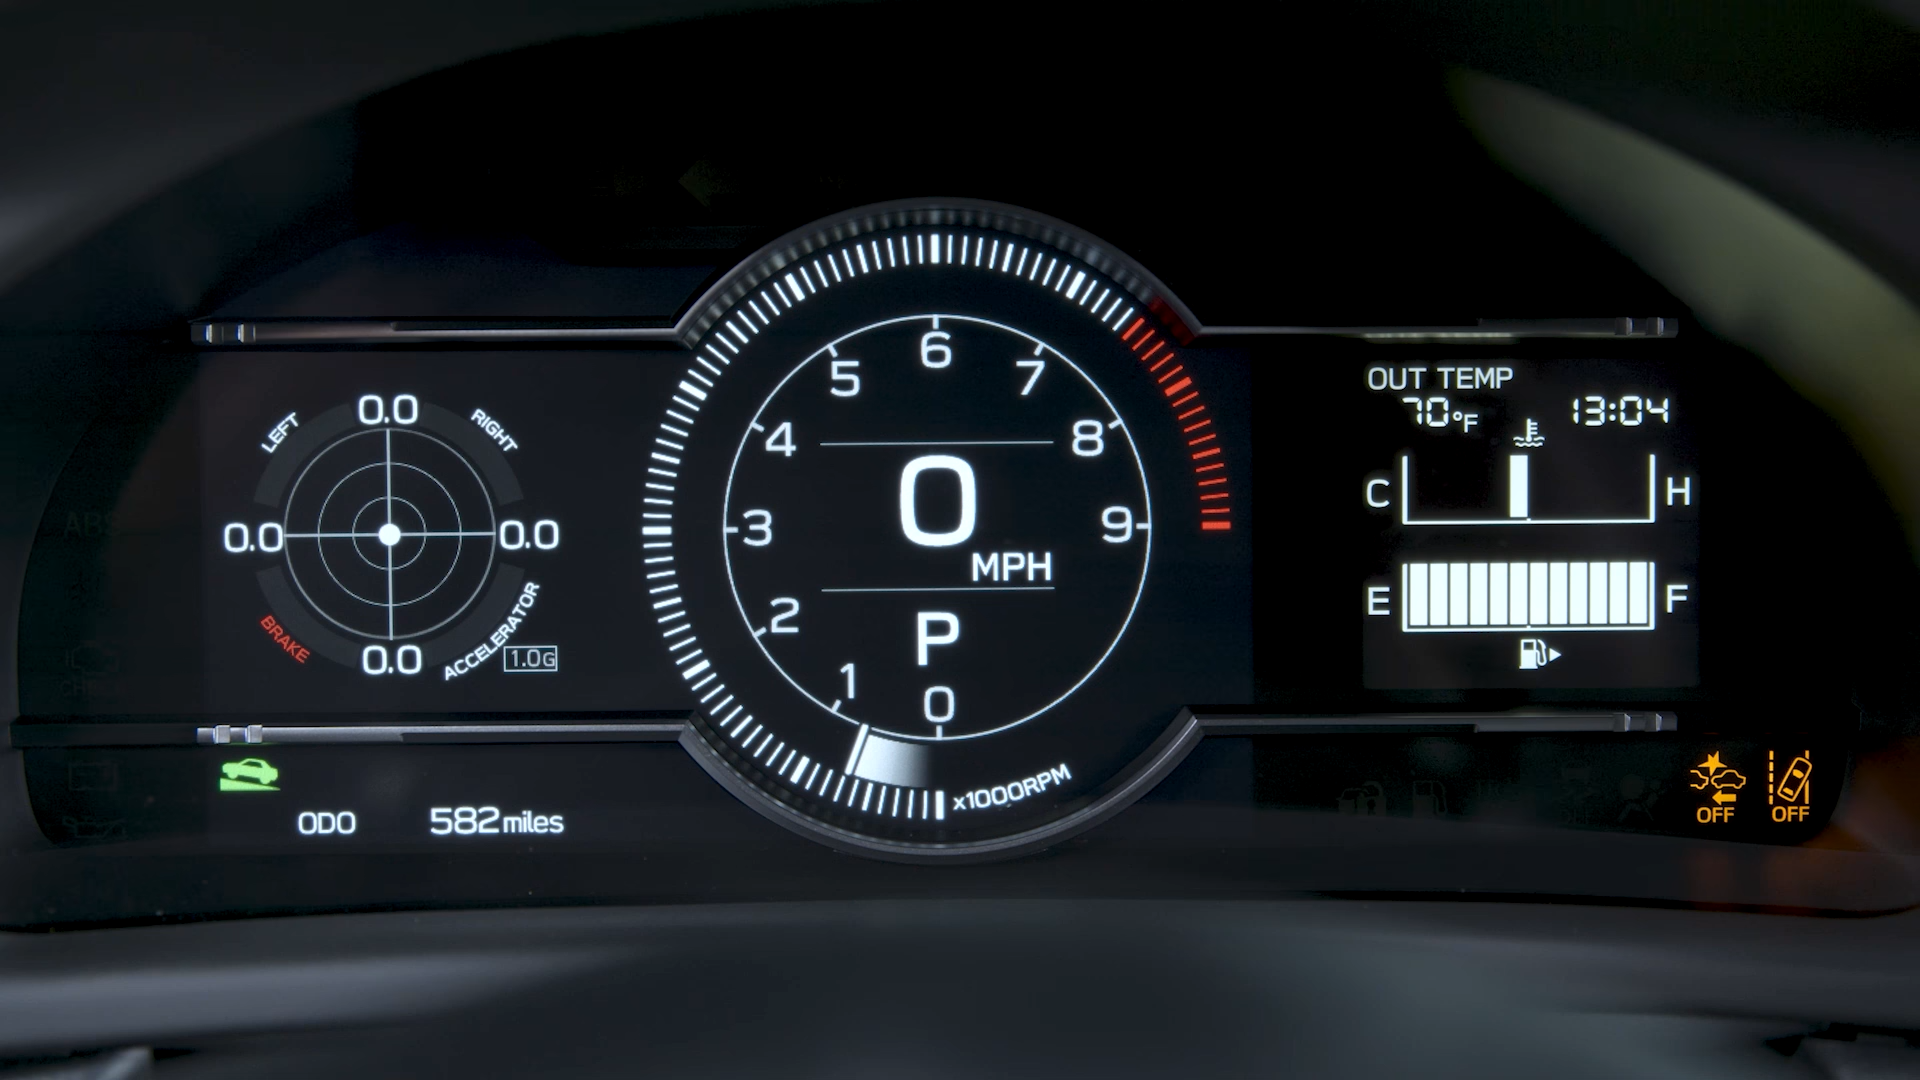 LEFT
0.0
RIGHT
0.0
0.0
BRAKE
0.0
ACCELERATOR
1.0G
6
5
7
4
8
0
3
9
MPH
2
P
1
0
x1000RPM
OUT TEMP
70°F
13:04
C
H
E
F
ODO
582miles
OFF
OFF
ABS